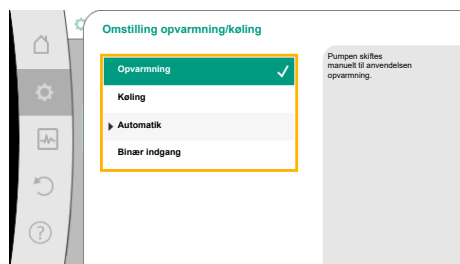 Omstilling opvarmning/køling
Opvarmning
Køling
Automatik
Binær indgang
Pumpen skiftes
manuelt til anvendelsen
opvarmning.